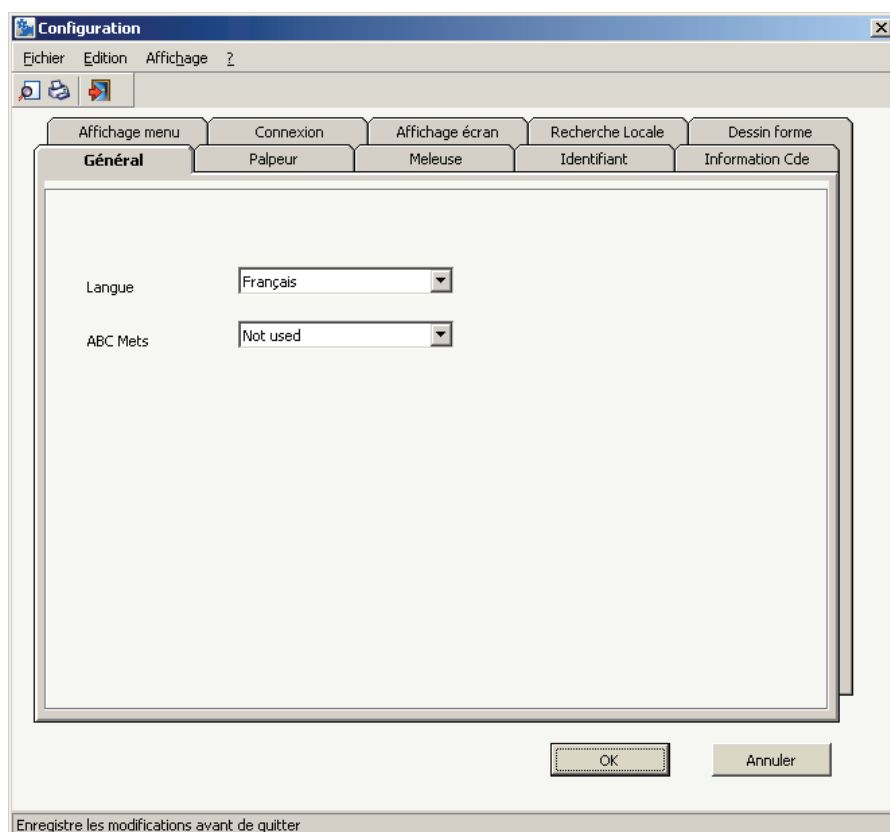 Configuration
Fichier Edition Affichage ?
Affichage menu Connexion Affichage écran Recherche Locale Dessin forme
Général Palpeur Meleuse Identifiant Information Cde
Langue Français
ABC Mets Not used
OK Annuler
Enregistre les modifications avant de quitter